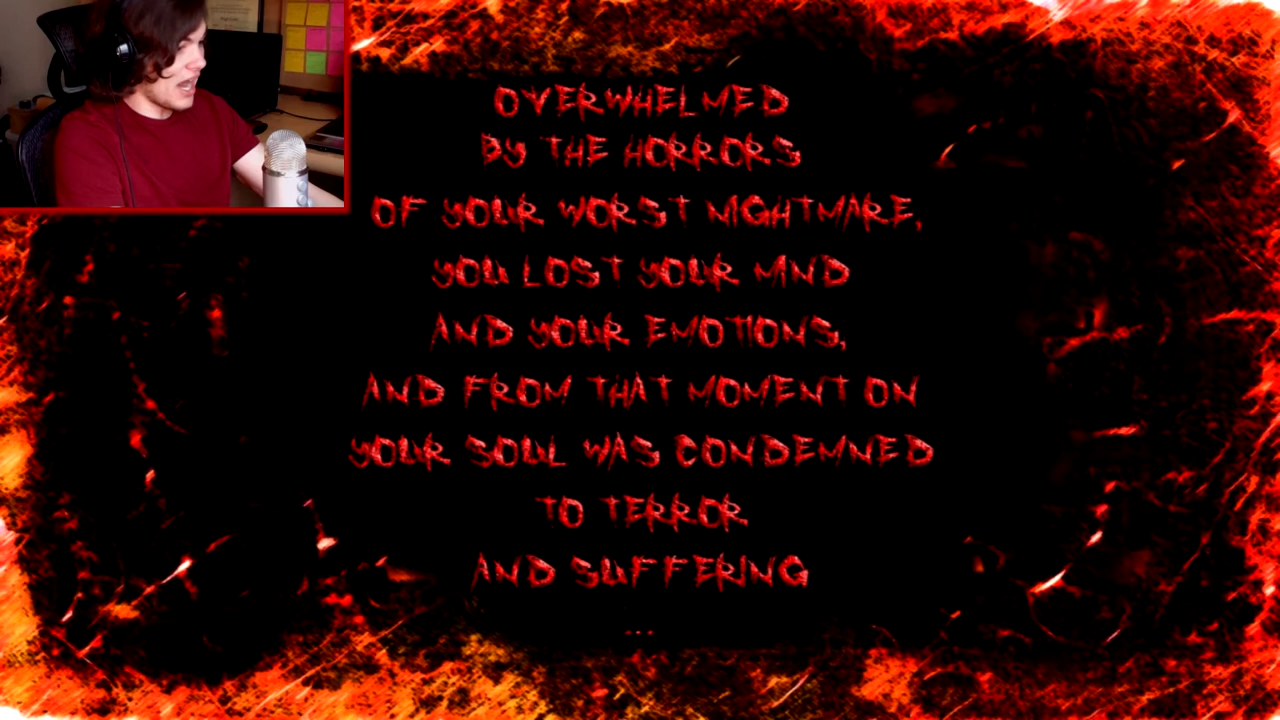 OVERWHELMED
BY THE HORRORS
OF YOUR WORST NIGHTMARE,
YOU LOST YOUR MIND
AND YOUR EMOTIONS,
AND FROM THAT MOMENT ON
YOUR SOUL WAS CONDEMNED
TO TERROR
AND SUFFERING
...